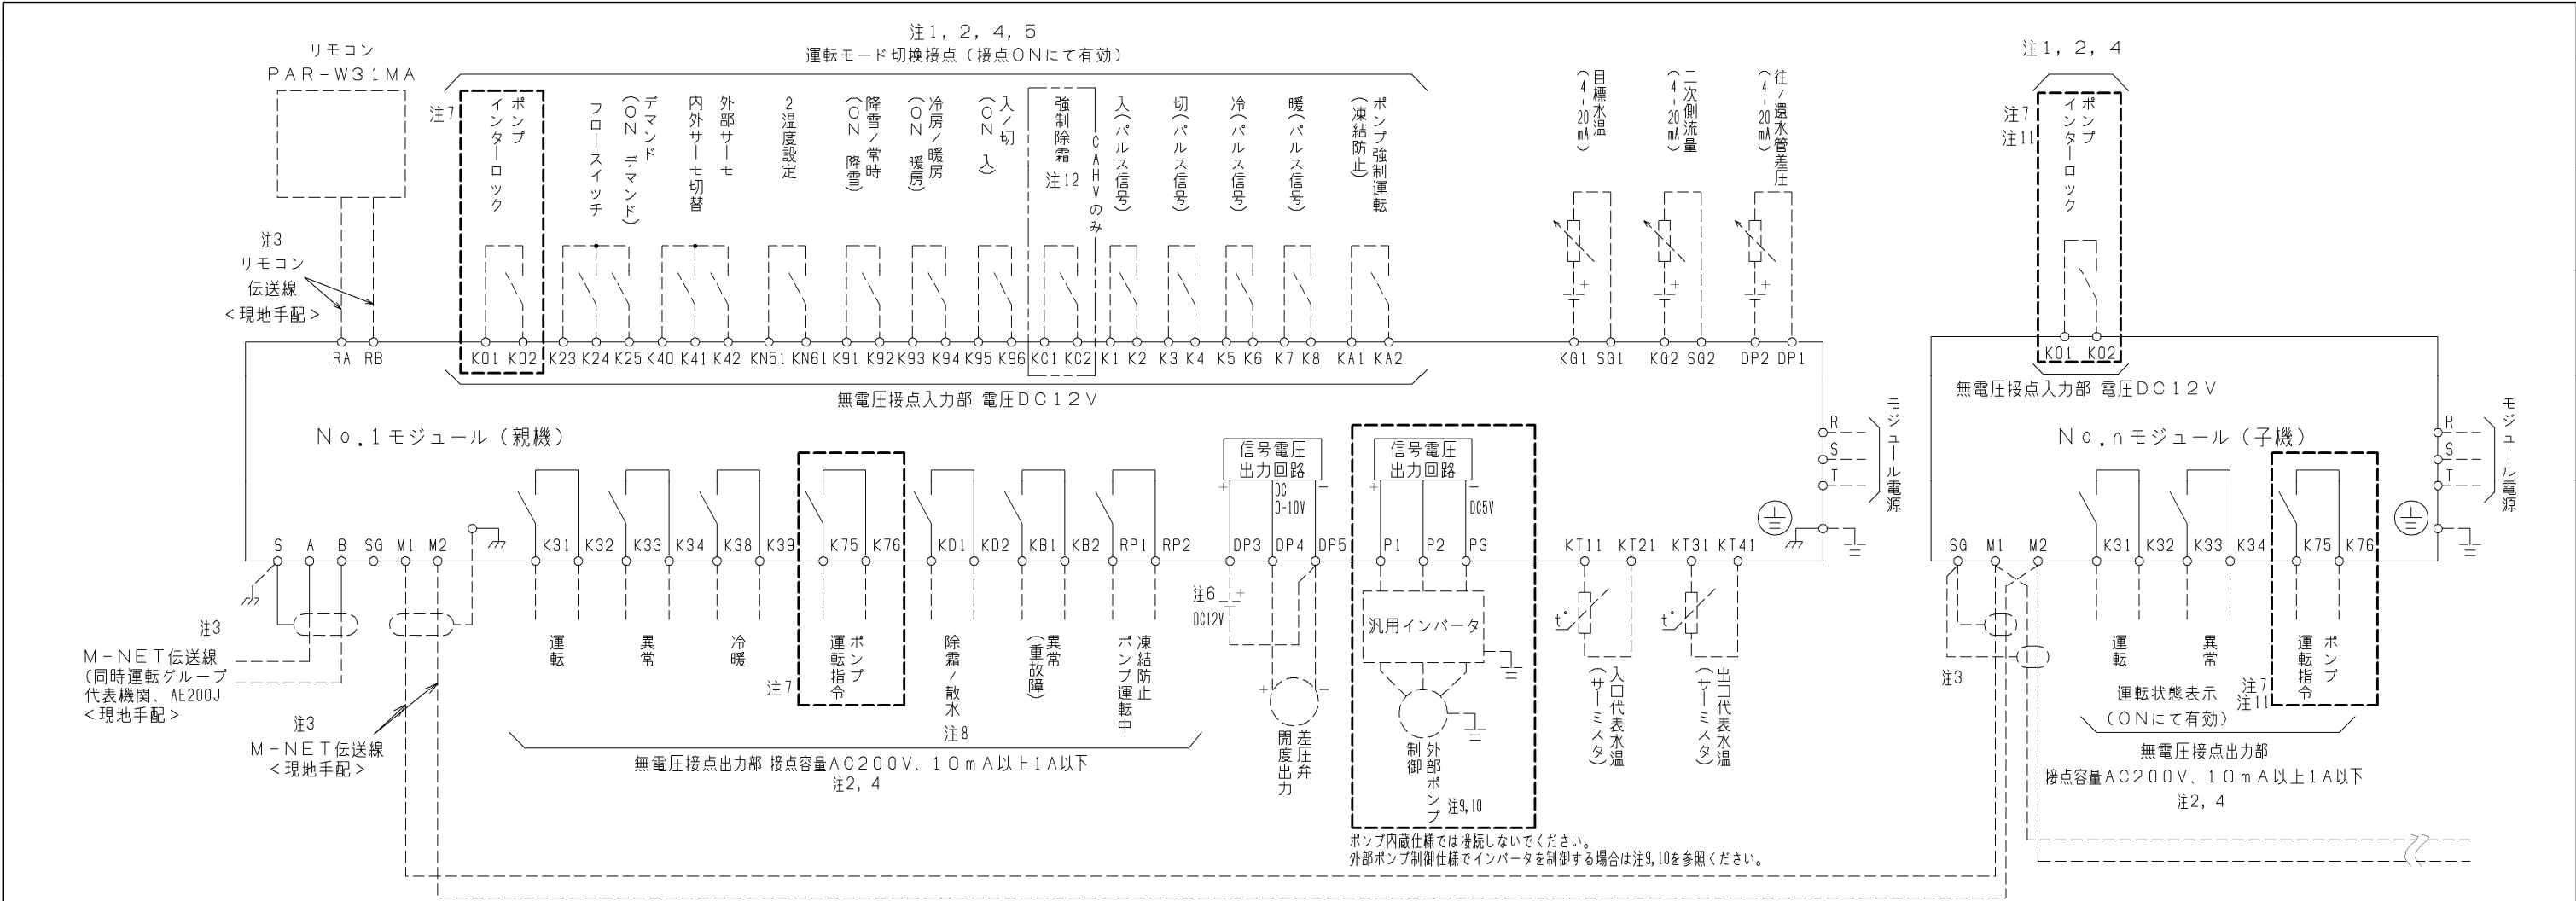 リモコン
PAR-W31MA
注1, 2, 4, 5
運転モード切換接点（接点ONにて有効）
注7
ポンプ
インターロック
フロースイッチ
デマンド
(ON デマンド)
内外サーモ切替
外部サーモ
2温度設定
降雪/常時
(ON 降雪)
冷房/暖房
(ON 暖房)
入/切
(ON 入)
強制除霜
注12
CAHVのみ
入(パルス信号)
切(パルス信号)
冷(パルス信号)
暖(パルス信号)
ポンプ強制運転
(凍結防止)
目標水温
(4-20mA)
二次側流量
(4-20mA)
往/還水管差圧
(4-20mA)
注1, 2, 4
注7
注11
ポンプ
インターロック
注3
リモコン
伝送線
<現地手配>
RA RB K01 K02 K23 K24 K25 K40 K41 K42 KN51 KN61 K91 K92 K93 K94 K95 K96 KC1 KC2 K1 K2 K3 K4 K5 K6 K7 K8 KA1 KA2 KG1 SG1 KG2 SG2 DP2 DP1
K01 K02
無電圧接点入力部 電圧DC12V
無電圧接点入力部 電圧DC12V
No.1モジュール（親機）
R
S
T
モジュール電源
No.nモジュール（子機）
R
S
T
モジュール電源
信号電圧
出力回路
+
DC
0-10V
−
信号電圧
出力回路
+
−
DC5V
S A B SG M1 M2 K31 K32 K33 K34 K38 K39 K75 K76 KD1 KD2 KB1 KB2 RP1 RP2 DP3 DP4 DP5 P1 P2 P3 KT11 KT21 KT31 KT41
SG M1 M2 K31 K32 K33 K34 K75 K76
注3
M-NET伝送線
(同時運転グループ
代表機関、AE200J
<現地手配>
注3
M-NET伝送線
<現地手配>
運転
異常
冷暖
注7
ポンプ
運転指令
除霜/散水
注8
異常
(重故障)
凍結防止
ポンプ運転中
注6
+
DC12V
+
−
差圧弁
開度出力
汎用インバータ
外部ポンプ
制御
注9,10
t°
入口代表水温
(サーミスタ)
t°
出口代表水温
(サーミスタ)
無電圧接点出力部 接点容量AC200V、10mA以上1A以下
注2, 4
ポンプ内蔵仕様では接続しないでください。
外部ポンプ制御仕様でインバータを制御する場合は注9,10を参照ください。
注3
運転
異常
ポンプ
運転指令
注7
注11
運転状態表示
(ONにて有効)
無電圧接点出力部
接点容量AC200V、10mA以上1A以下
注2, 4